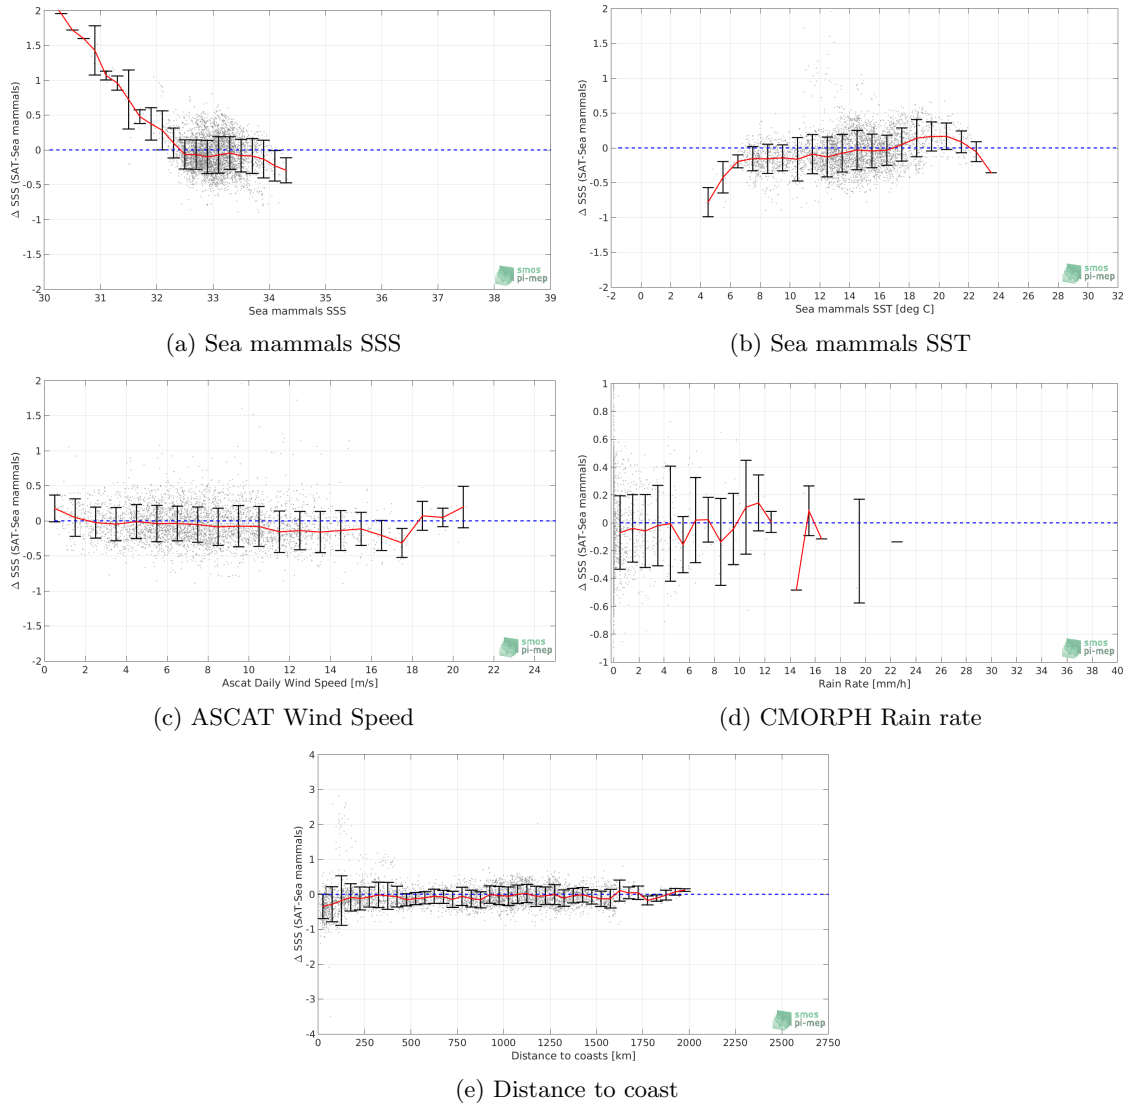 2
1.5
1
0.5
0
-0.5
-1
-1.5
-2
Δ SSS (SAT-Sea mammals)
30 31 32 33 34 35 36 37 38 39
Sea mammals SSS
smos
pi-mep
(a) Sea mammals SSS
2
1.5
1
0.5
0
-0.5
-1
-1.5
-2
Δ SSS (SAT-Sea mammals)
-2 0 2 4 6 8 10 12 14 16 18 20 22 24 26 28 30 32
Sea mammals SST [deg C]
smos
pi-mep
(b) Sea mammals SST
2
1.5
1
0.5
0
-0.5
-1
-1.5
-2
Δ SSS (SAT-Sea mammals)
0 2 4 6 8 10 12 14 16 18 20 22 24
Ascat Daily Wind Speed [m/s]
smos
pi-mep
(c) ASCAT Wind Speed
1
0.8
0.6
0.4
0.2
0
-0.2
-0.4
-0.6
-0.8
-1
Δ SSS (SAT-Sea mammals)
0 2 4 6 8 10 12 14 16 18 20 22 24 26 28 30 32 34 36 38 40
Rain Rate [mm/h]
smos
pi-mep
(d) CMORPH Rain rate
4
3
2
1
0
-1
-2
-3
-4
Δ SSS (SAT-Sea mammals)
0 250 500 750 1000 1250 1500 1750 2000 2250 2500 2750
Distance to coasts [km]
smos
pi-mep
(e) Distance to coast